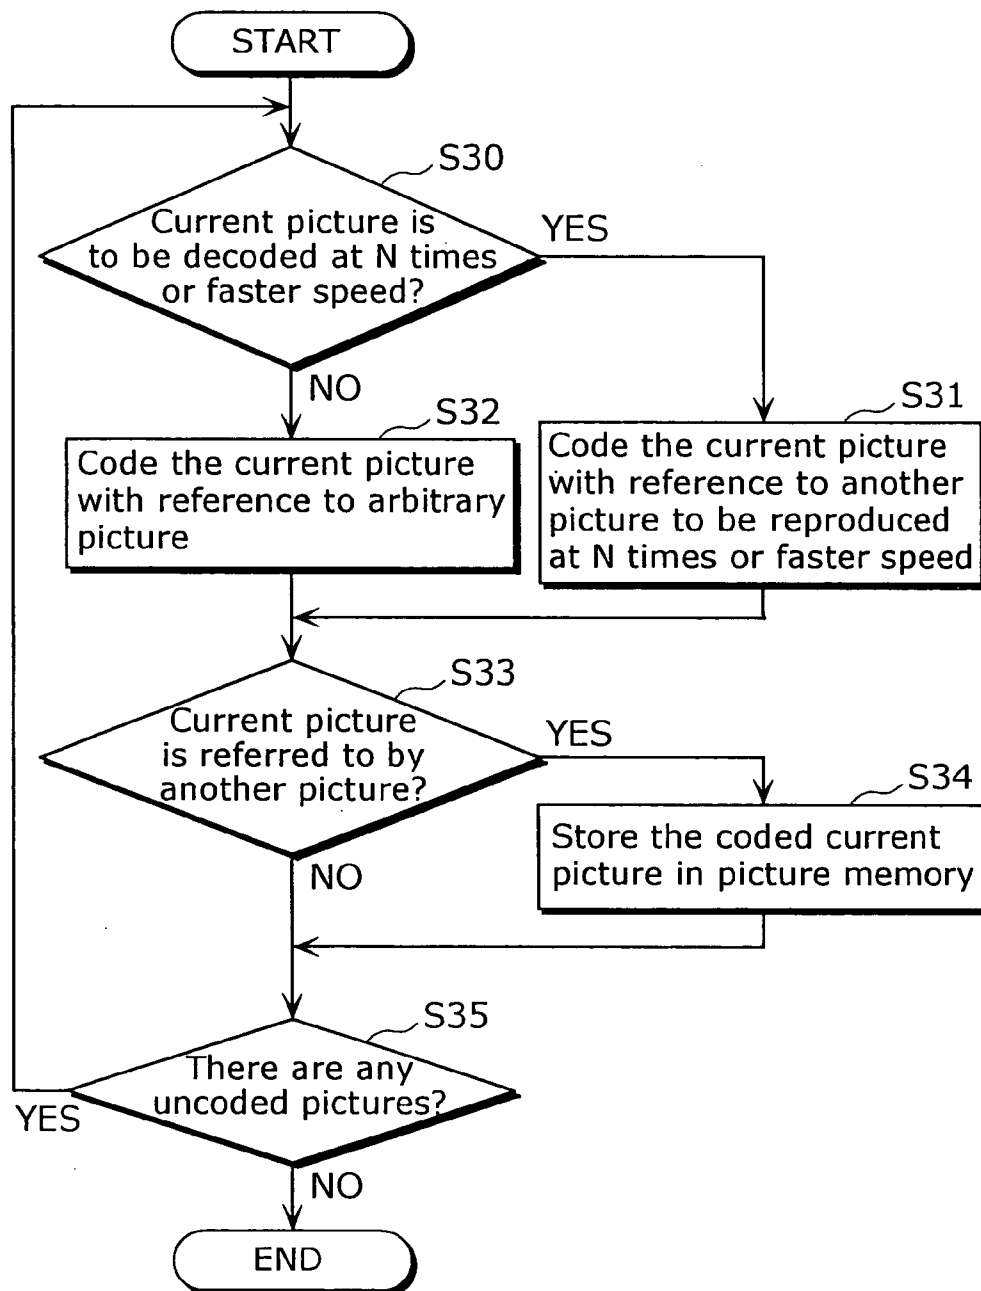 START
S30
Current picture is
to be decoded at N times
or faster speed?
YES
NO
S32
Code the current picture
with reference to arbitrary
picture
S31
Code the current picture
with reference to another
picture to be reproduced
at N times or faster speed
S33
Current picture
is referred to by
another picture?
YES
NO
S34
Store the coded current
picture in picture memory
S35
There are any
uncoded pictures?
YES
NO
END